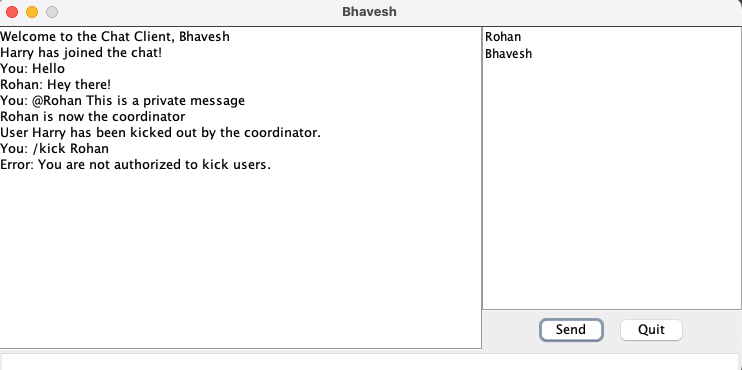 Bhavesh
Welcome to the Chat Client, Bhavesh
Harry has joined the chat!
You: Hello
Rohan: Hey there!
You: @Rohan This is a private message
Rohan is now the coordinator
User Harry has been kicked out by the coordinator.
You: /kick Rohan
Error: You are not authorized to kick users.
Rohan
Bhavesh
Send
Quit